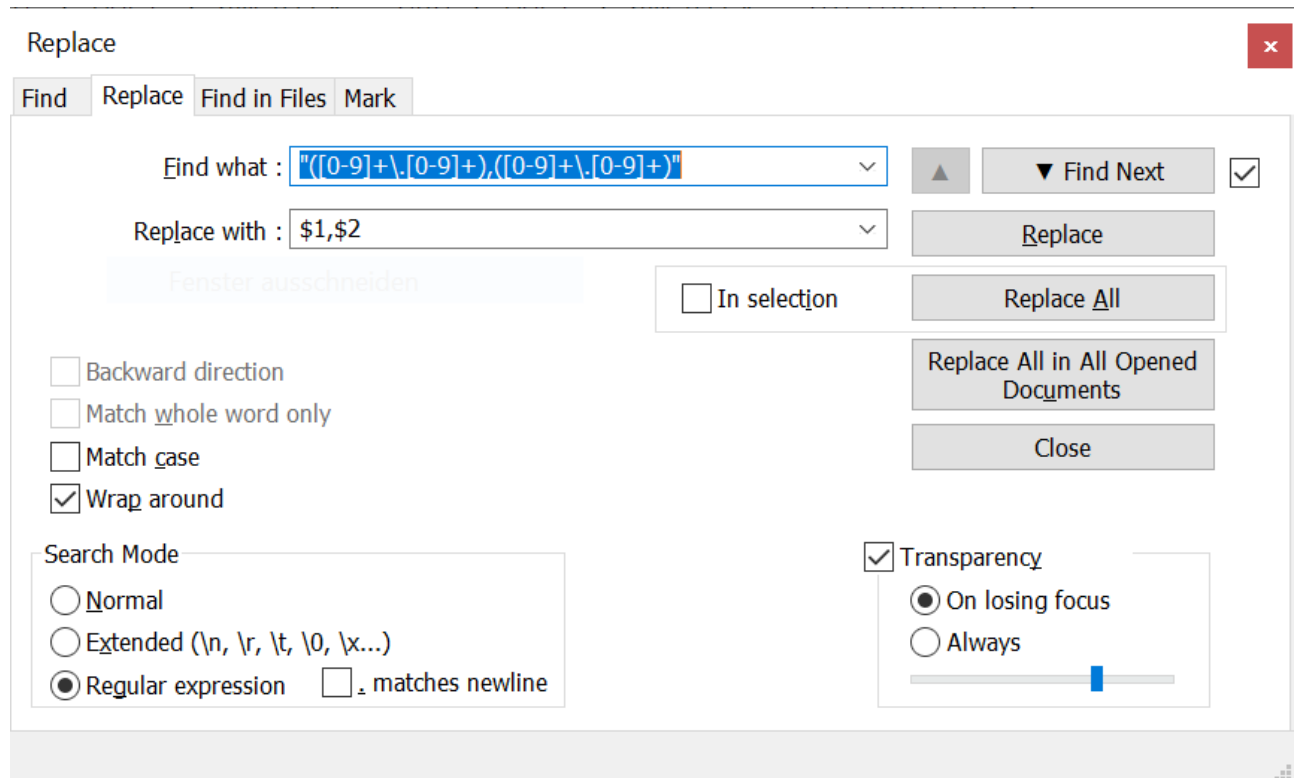 Replace
x
Find Replace Find in Files Mark
Find what : "([0-9]+\.[0-9]+),([0-9]+\.[0-9]+)" ▲ ▼ Find Next
Replace with : $1,$2 Replace
Fenster ausschneiden
In selection Replace All
Backward direction
Replace All in All Opened
Documents
Match whole word only
Match case
Close
Wrap around
Search Mode
Normal
Extended (\n, \r, \t, \0, \x...)
Regular expression . matches newline
Transparency
On losing focus
Always